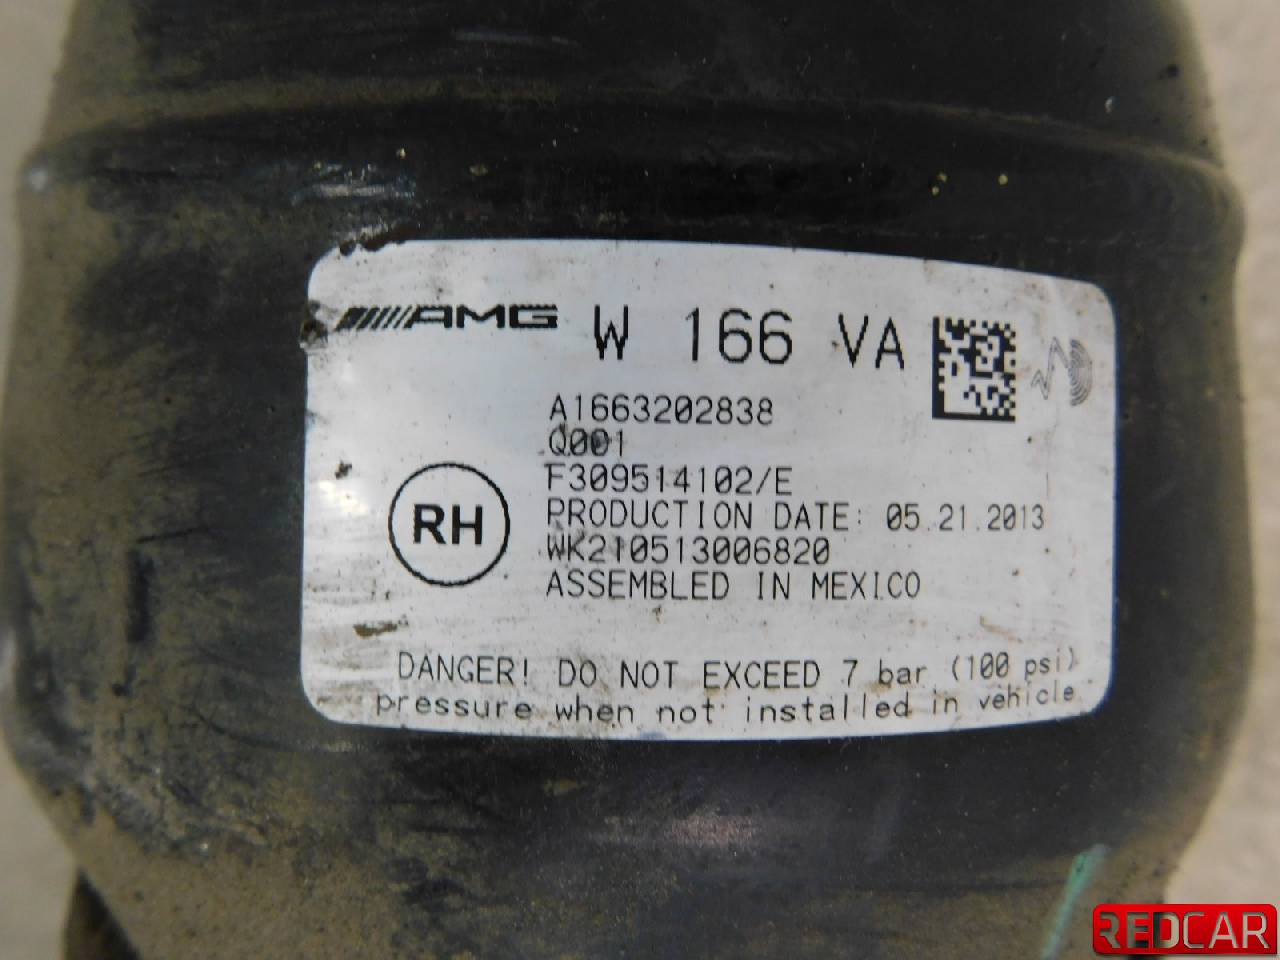 AMG W 166 VA
A1663202838
Q001
F309514102/E
RH
PRODUCTION DATE: 05.21.2013
WK210513006820
ASSEMBLED IN MEXICO
DANGER! DO NOT EXCEED 7 bar (100 psi)
pressure when not installed in vehicle
REDCAR